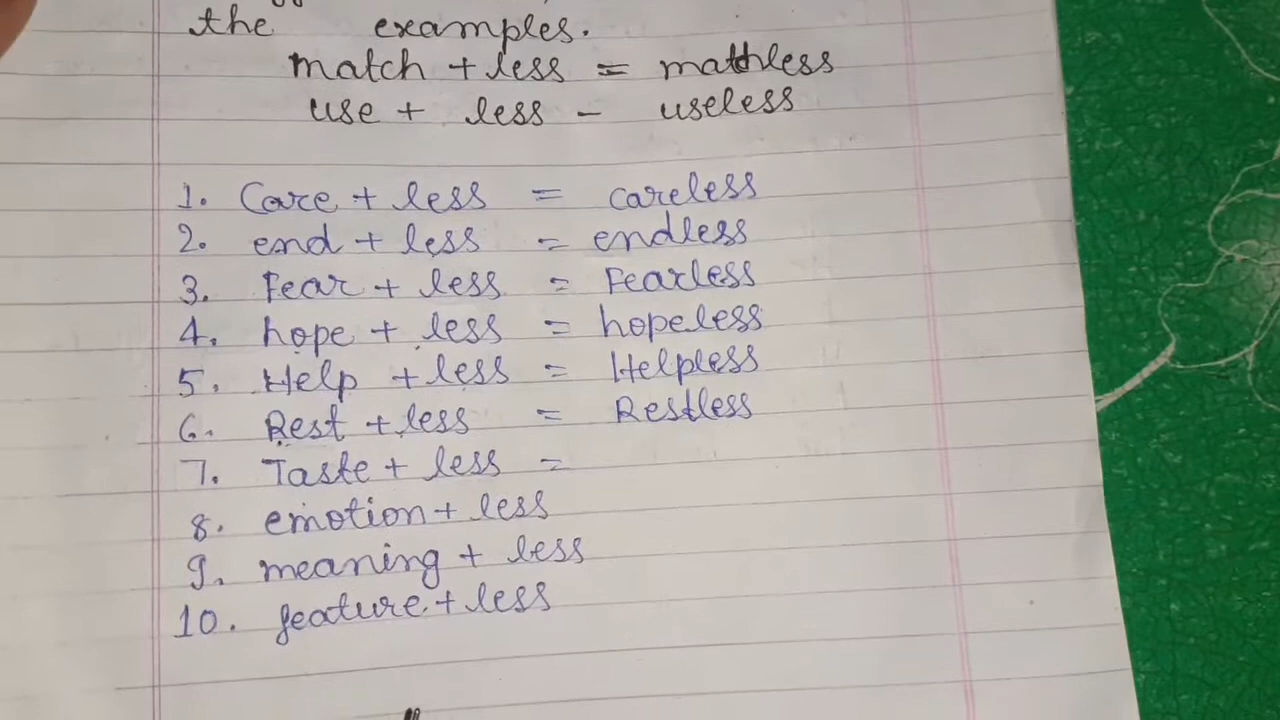 the examples.
match + less = mathless
use + less - useless
1. Care + less = careless
2. end + less = endless
3. Fear + less = Fearless
4. hope + less = hopeless
5. Help + less = Helpless
6. Rest + less = Restless
7. Taste + less =
8. emotion + less
9. meaning + less
10. feature + less